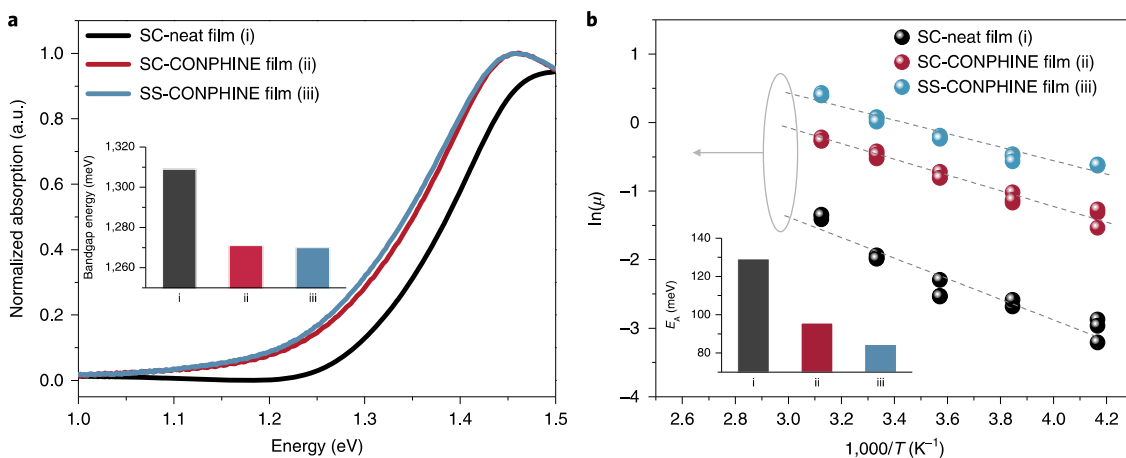 a
SC-neat film (i)
SC-CONPHINE film (ii)
SS-CONPHINE film (iii)
Normalized absorption (a.u.)
1.0
0.8
0.6
0.4
0.2
0.0
1.0 1.1 1.2 1.3 1.4 1.5
Energy (eV)
Bandgap energy (meV)
1,320
1,300
1,280
1,260
i ii iii
b
SC-neat film (i)
SC-CONPHINE film (ii)
SS-CONPHINE film (iii)
ln(μ)
0
−1
−2
−3
−4
2.6 2.8 3.0 3.2 3.4 3.6 3.8 4.0 4.2
1,000/T (K⁻¹)
E_A (meV)
140
120
100
80
i ii iii